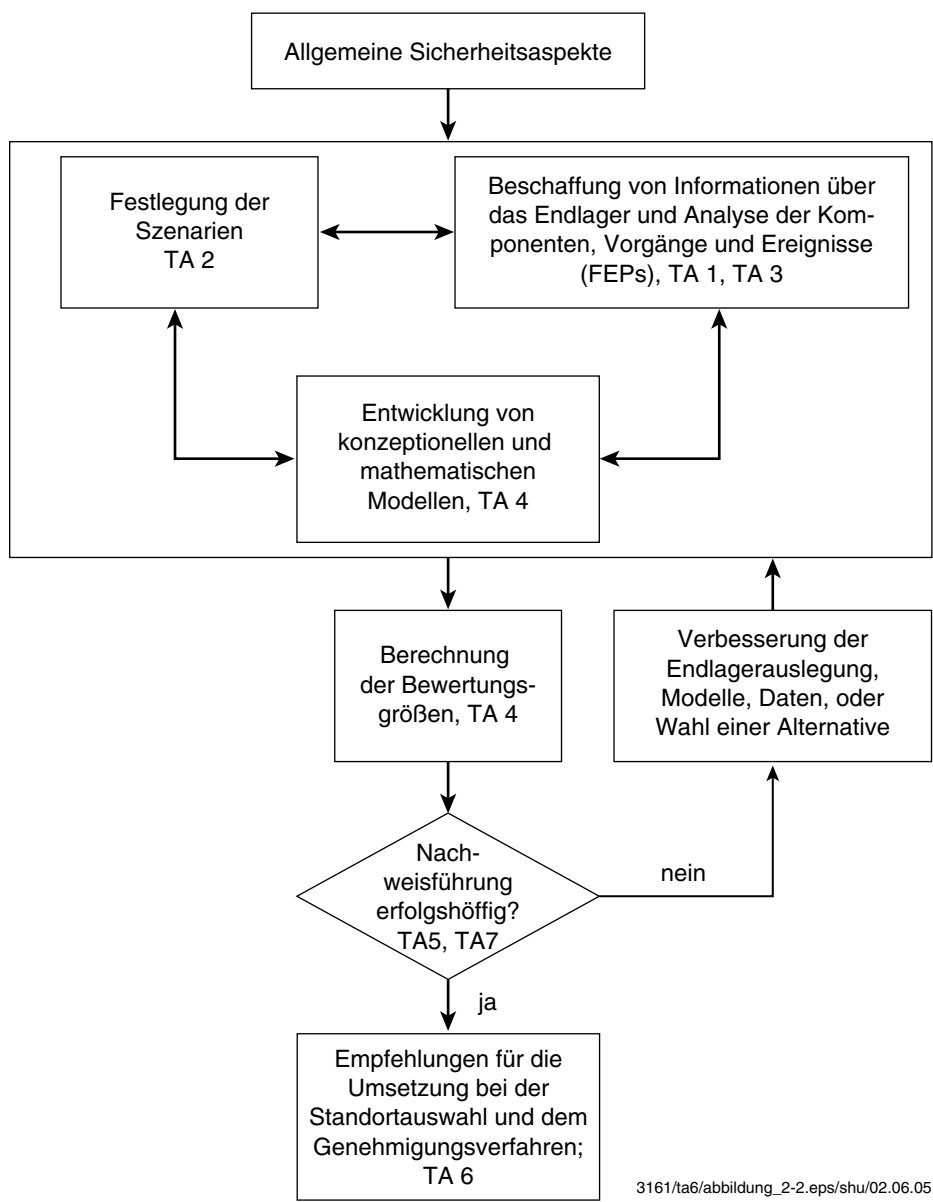 Allgemeine Sicherheitsaspekte
Festlegung der
Szenarien
TA 2
Beschaffung von Informationen über
das Endlager und Analyse der Kom-
ponenten, Vorgänge und Ereignisse
(FEPs), TA 1, TA 3
Entwicklung von
konzeptionellen und
mathematischen
Modellen, TA 4
Berechnung
der Bewertungs-
größen, TA 4
Verbesserung der
Endlagerauslegung,
Modelle, Daten, oder
Wahl einer Alternative
Nach-
weisführung
erfolgshöffig?
TA5, TA7
nein
ja
Empfehlungen für die
Umsetzung bei der
Standortauswahl und dem
Genehmigungsverfahren;
TA 6
3161/ta6/abbildung_2-2.eps/shu/02.06.05